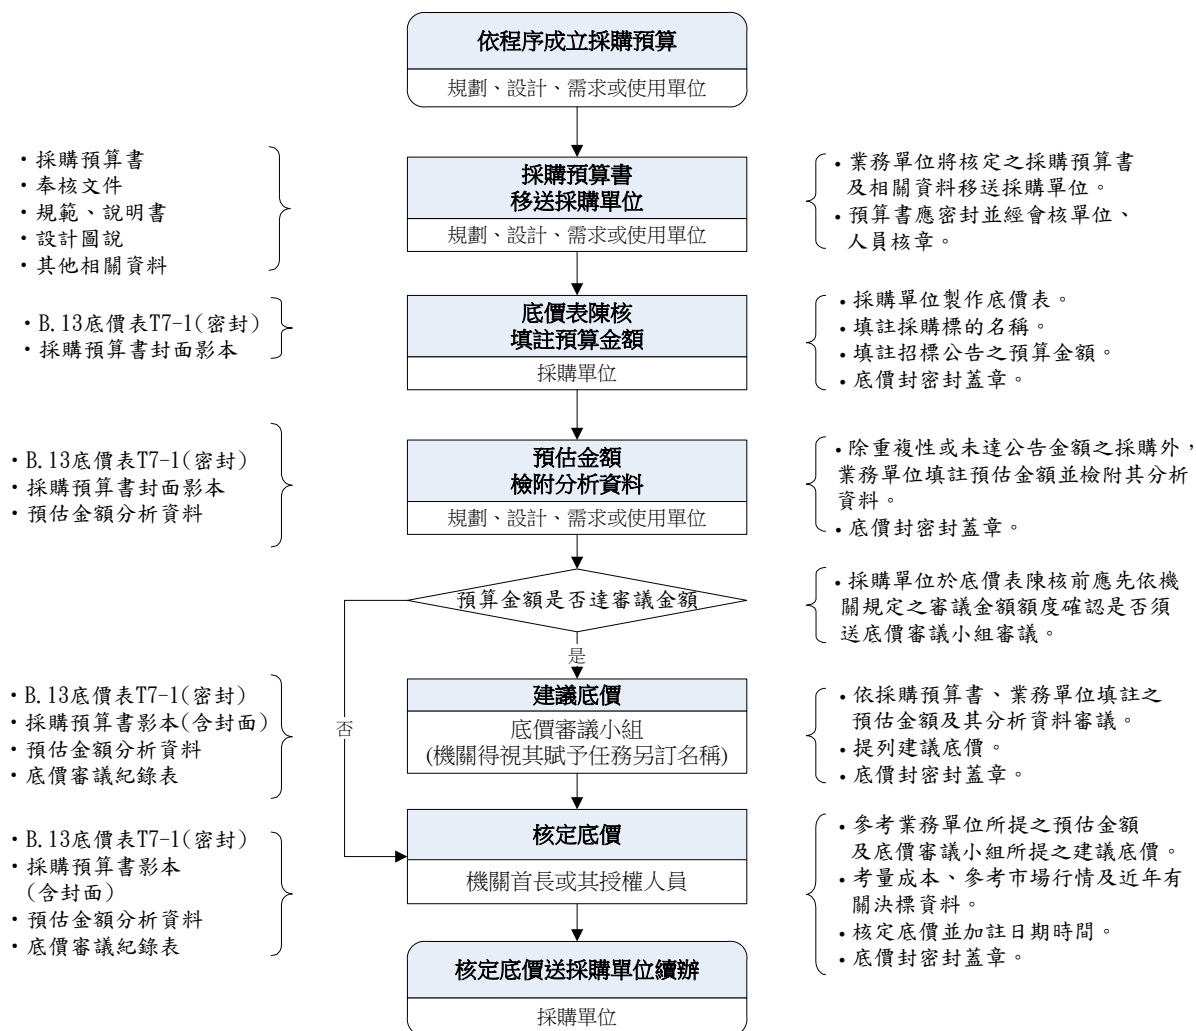 依程序成立採購預算
規劃、設計、需求或使用單位
・採購預算書
・奉核文件
・規範、說明書
・設計圖說
・其他相關資料
採購預算書
移送採購單位
規劃、設計、需求或使用單位
・業務單位將核定之採購預算書
及相關資料移送採購單位。
・預算書應密封並經會核單位、
人員核章。
・B.13底價表T7-1(密封)
・採購預算書封面影本
底價表陳核
填註預算金額
採購單位
・採購單位製作底價表。
・填註採購標的名稱。
・填註招標公告之預算金額。
・底價封密封蓋章。
・B.13底價表T7-1(密封)
・採購預算書封面影本
・預估金額分析資料
預估金額
檢附分析資料
規劃、設計、需求或使用單位
・除重複性或未達公告金額之採購外，
業務單位填註預估金額並檢附其分析
資料。
・底價封密封蓋章。
預算金額是否達審議金額
・採購單位於底價表陳核前應先依機
關規定之審議金額額度確認是否須
送底價審議小組審議。
是
否
・B.13底價表T7-1(密封)
・採購預算書影本(含封面)
・預估金額分析資料
・底價審議紀錄表
建議底價
底價審議小組
(機關得視其賦予任務另訂名稱)
・依採購預算書、業務單位填註之
預估金額及其分析資料審議。
・提列建議底價。
・底價封密封蓋章。
・B.13底價表T7-1(密封)
・採購預算書影本
(含封面)
・預估金額分析資料
・底價審議紀錄表
核定底價
機關首長或其授權人員
・參考業務單位所提之預估金額
及底價審議小組所提之建議底價。
・考量成本、參考市場行情及近年有
關決標資料。
・核定底價並加註日期時間。
・底價封密封蓋章。
核定底價送採購單位續辦
採購單位